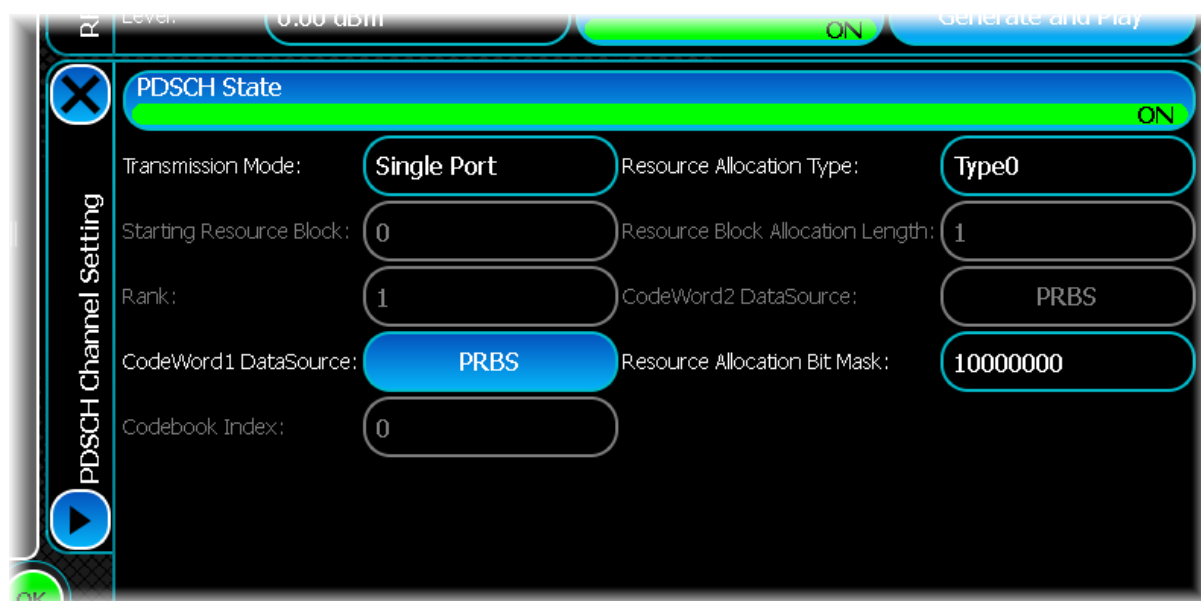 RF
Level:
0.00 dBm
ON
Generate and Play
PDSCH Channel Setting
PDSCH State
ON
Transmission Mode: Single Port Resource Allocation Type: Type0
Starting Resource Block: 0 Resource Block Allocation Length: 1
Rank: 1 CodeWord2 DataSource: PRBS
CodeWord1 DataSource: PRBS Resource Allocation Bit Mask: 10000000
Codebook Index: 0
OK